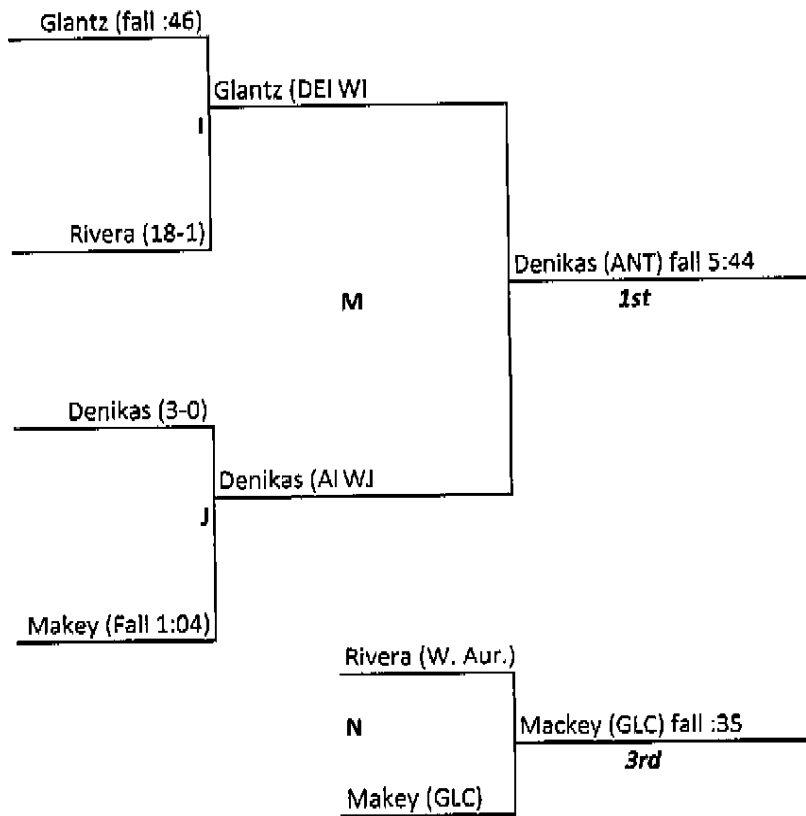 Glantz (fall :46)
Glantz (DEI WI
I
Rivera (18-1)
Denikas (ANT) fall 5:44
1st
M
Denikas (3-0)
Denikas (AI WJ
J
Makey (Fall 1:04)
Rivera (W. Aur.)
N
Mackey (GLC) fall :35
3rd
Makey (GLC)